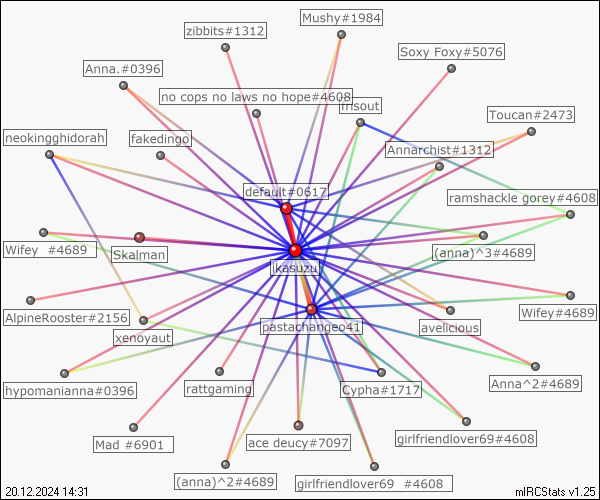 Mushy#1984
zibbits#1312
Soxy Foxy#5076
Anna.#0396
no cops no laws no hope#4608
Toucan#2473
neokingghidorah
fakedingo
Annarchist#1312
default#0617
ramshackle gorey#4608
Wifey #4689
Skalman
(anna)^3#4689
ikasuzu
AlpineRooster#2156
Wifey#4689
pastachangeo41
avelicious
xenoyaut
hypomanianna#0396
rattgaming
Cypha#1717
Anna^2#4689
Mad #6901
ace deucy#7097
girlfriendlover69#4608
(anna)^2#4689
girlfriendlover69 #4608
20.12.2024 14:31
mIRCStats v1.25